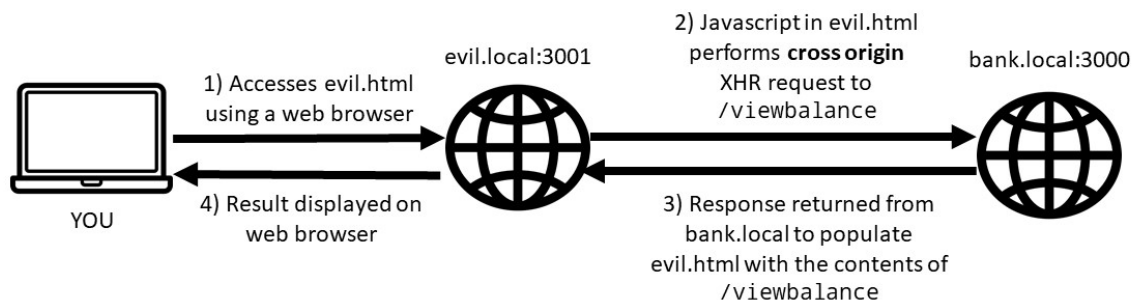 evil.local:3001
bank.local:3000
1) Accesses evil.html
using a web browser
2) Javascript in evil.html
performs cross origin
XHR request to
/viewbalance
YOU
4) Result displayed on
web browser
3) Response returned from
bank.local to populate
evil.html with the contents of
/viewbalance